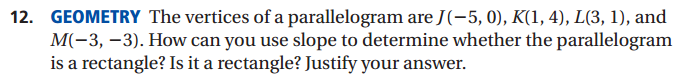 12. GEOMETRY The vertices of a parallelogram are J(−5, 0), K(1, 4), L(3, 1), and
M(−3, −3). How can you use slope to determine whether the parallelogram
is a rectangle? Is it a rectangle? Justify your answer.